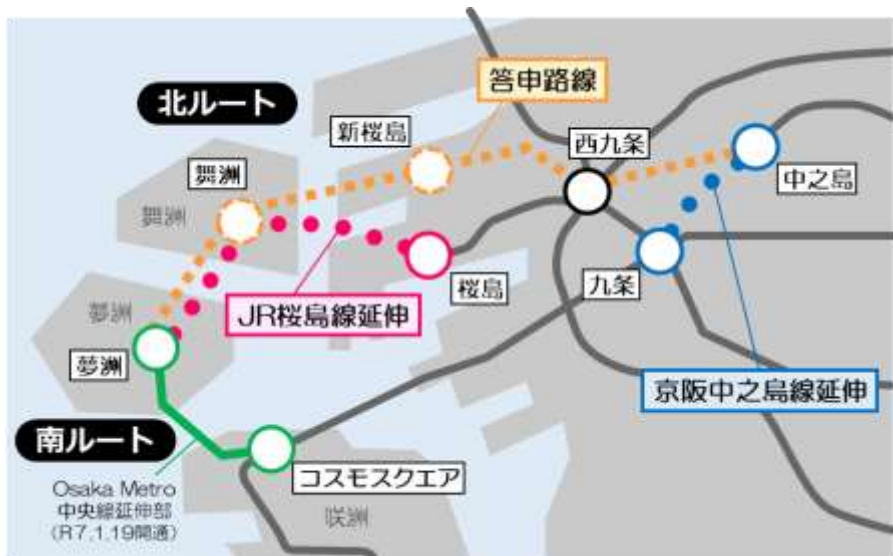 答申路線
北ルート
新桜島
西九条
舞洲
中之島
舞洲
桜島
九条
夢洲
JR桜島線延伸
夢洲
京阪中之島線延伸
南ルート
コスモスクエア
Osaka Metro
中央線延伸部
(R7.1.19開通)
咲洲